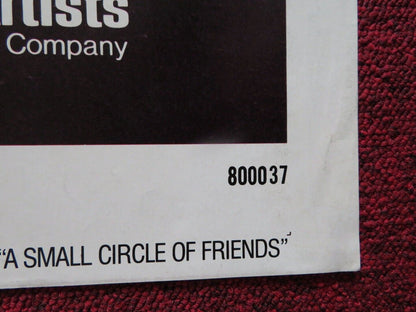 rtists
Company
800037
"A SMALL CIRCLE OF FRIENDS"